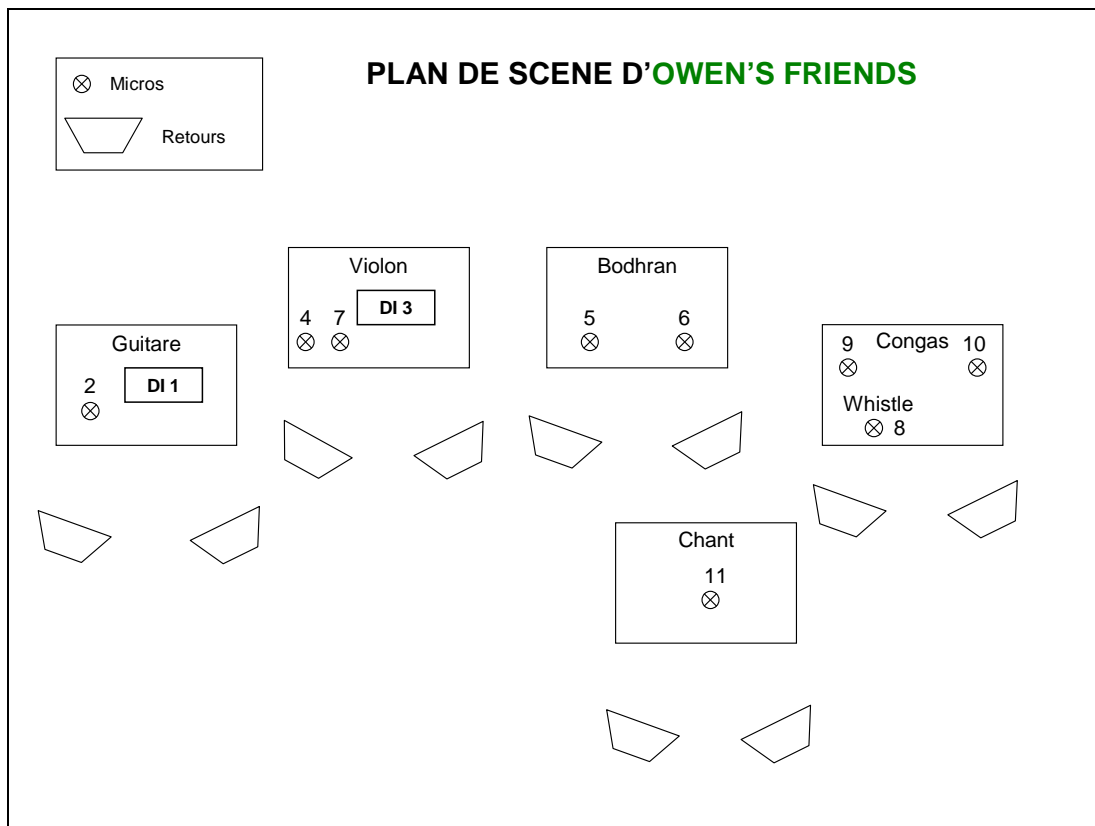 PLAN DE SCENE D’OWEN’S FRIENDS
Micros
Retours
Violon
4 7 DI 3
Bodhran
5 6
Guitare
2 DI 1
9 Congas 10
Whistle
8
Chant
11